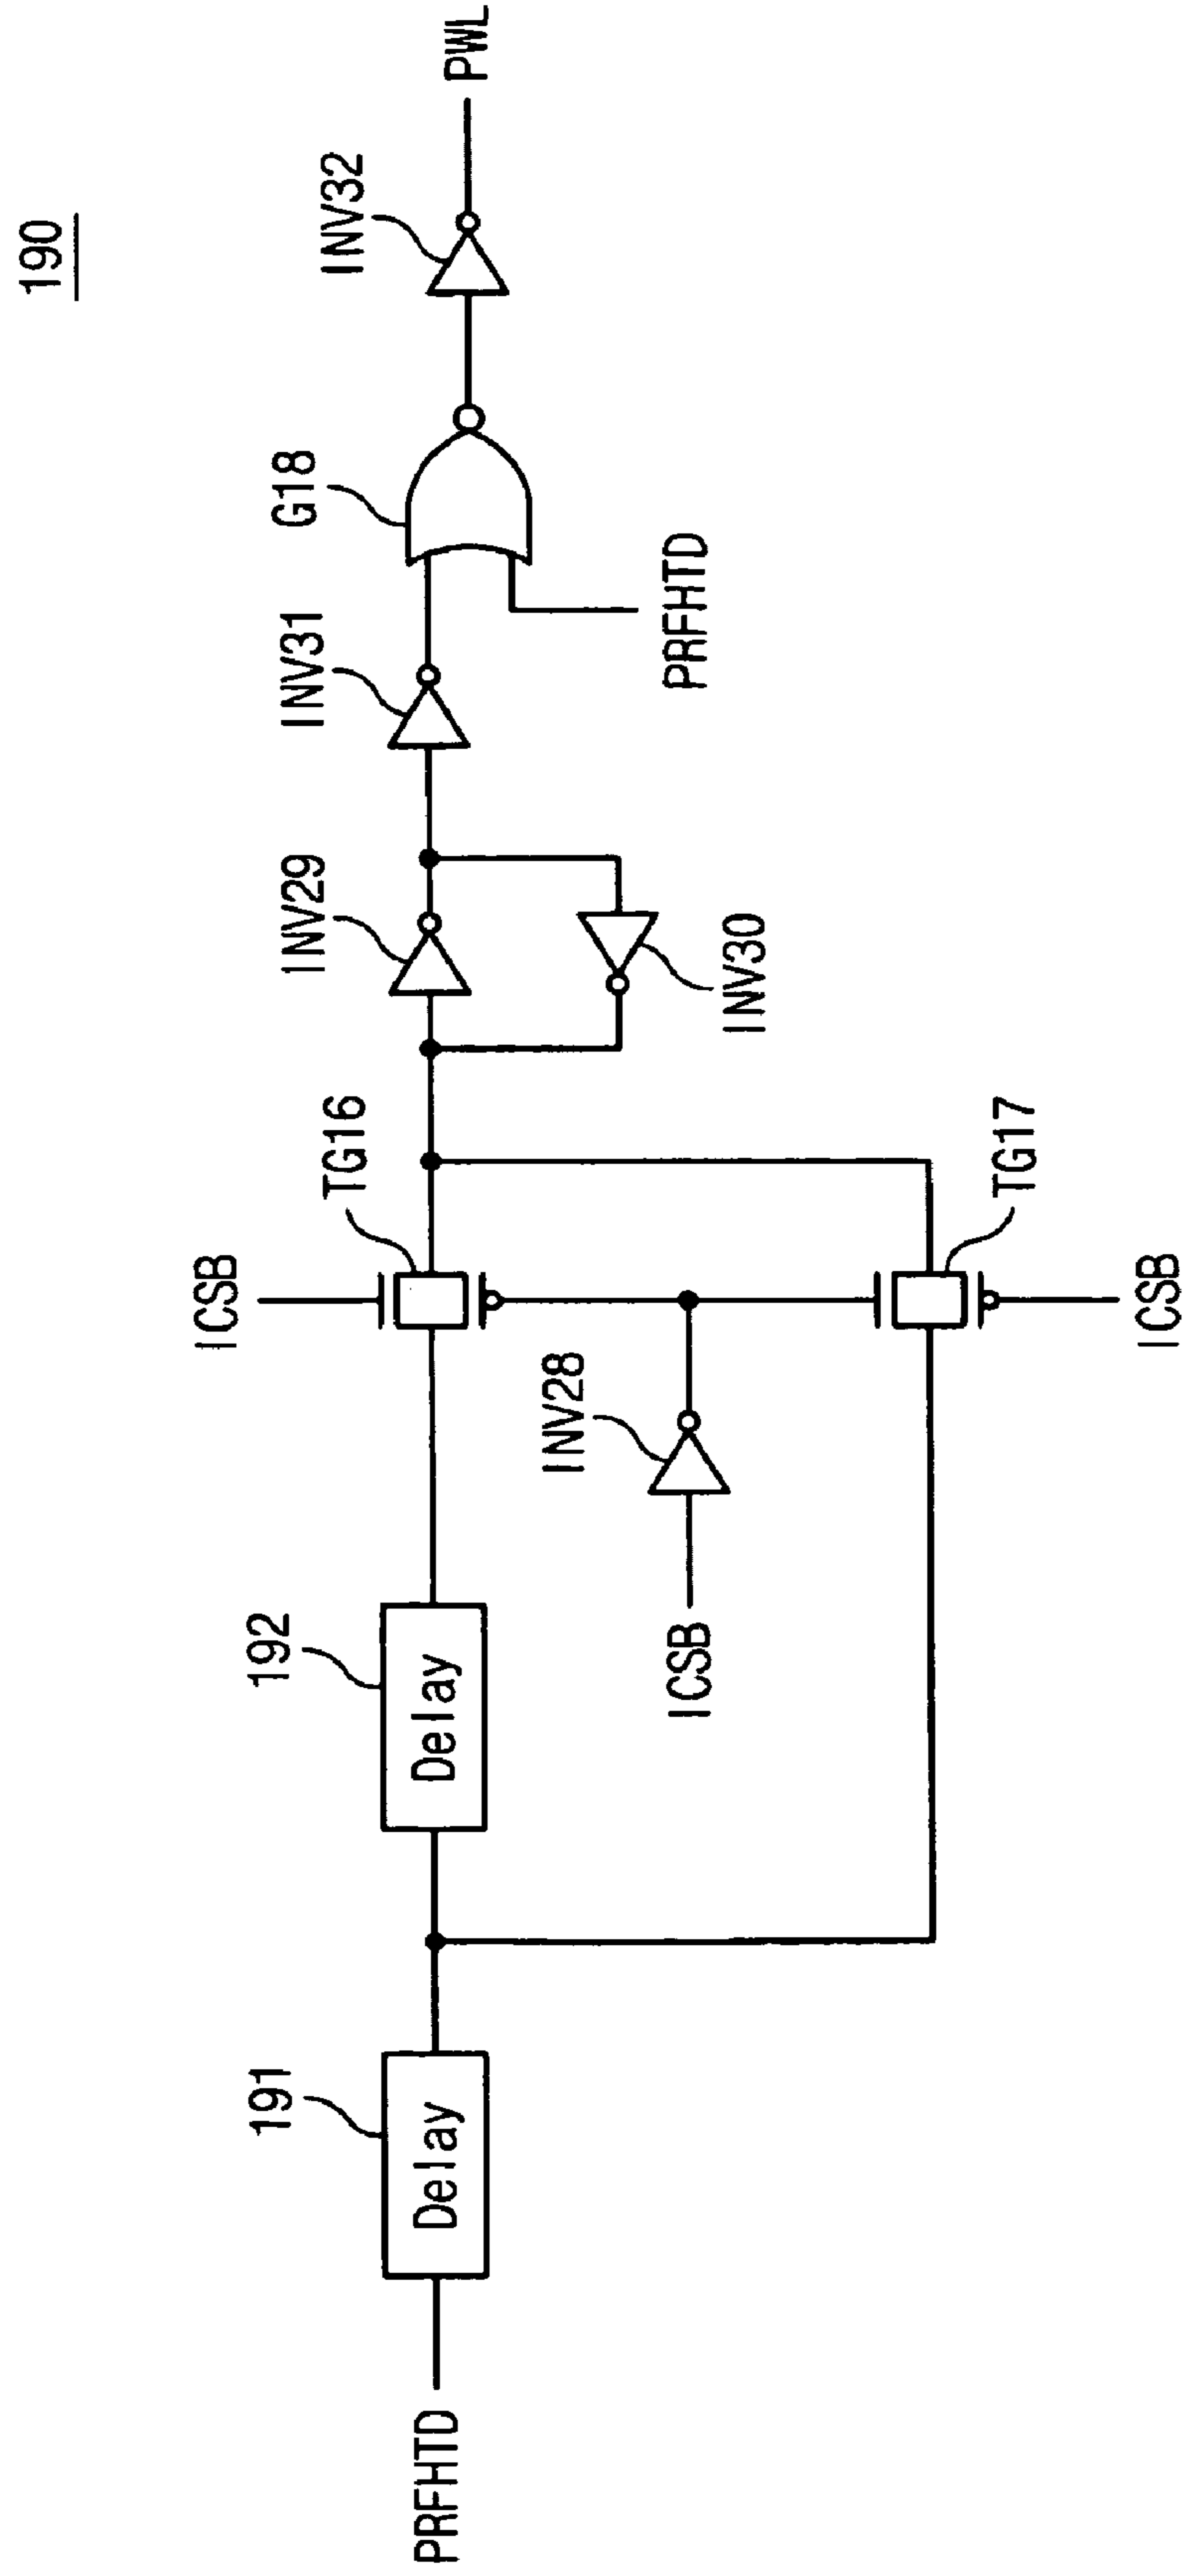 190
PRFHTD
191
Delay
192
Delay
ICSB
INV28
ICSB
TG16
ICSB
TG17
INV29
INV30
INV31
PRFHTD
G18
INV32
PWL